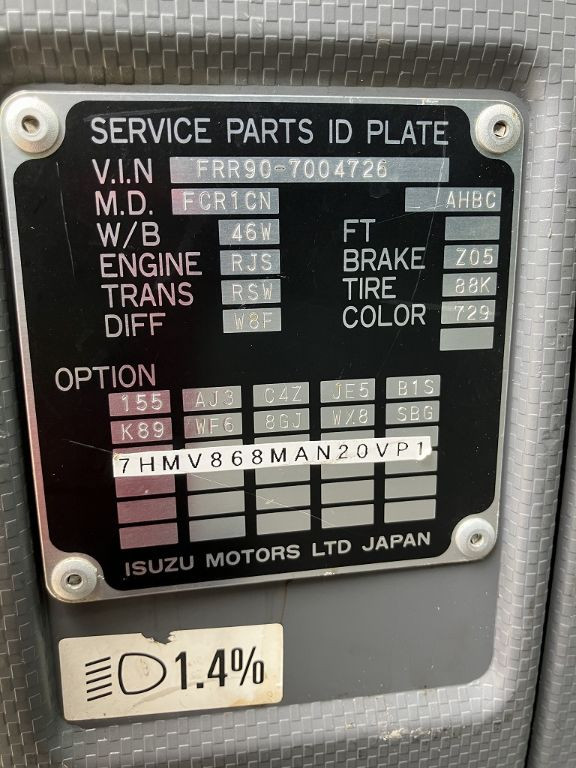 SERVICE PARTS ID PLATE
V.I.N FRR90-7004726
M.D. FCR1CN AHBC
W/B 46W FT
ENGINE RJS BRAKE Z05
TRANS RSW TIRE 88K
DIFF W8F COLOR 729
OPTION
155 AJ3 C4Z JE5 B1S
K89 WF6 8GJ W%8 SBG
7HMV868MAN20VP1
ISUZU MOTORS LTD JAPAN
1.4%